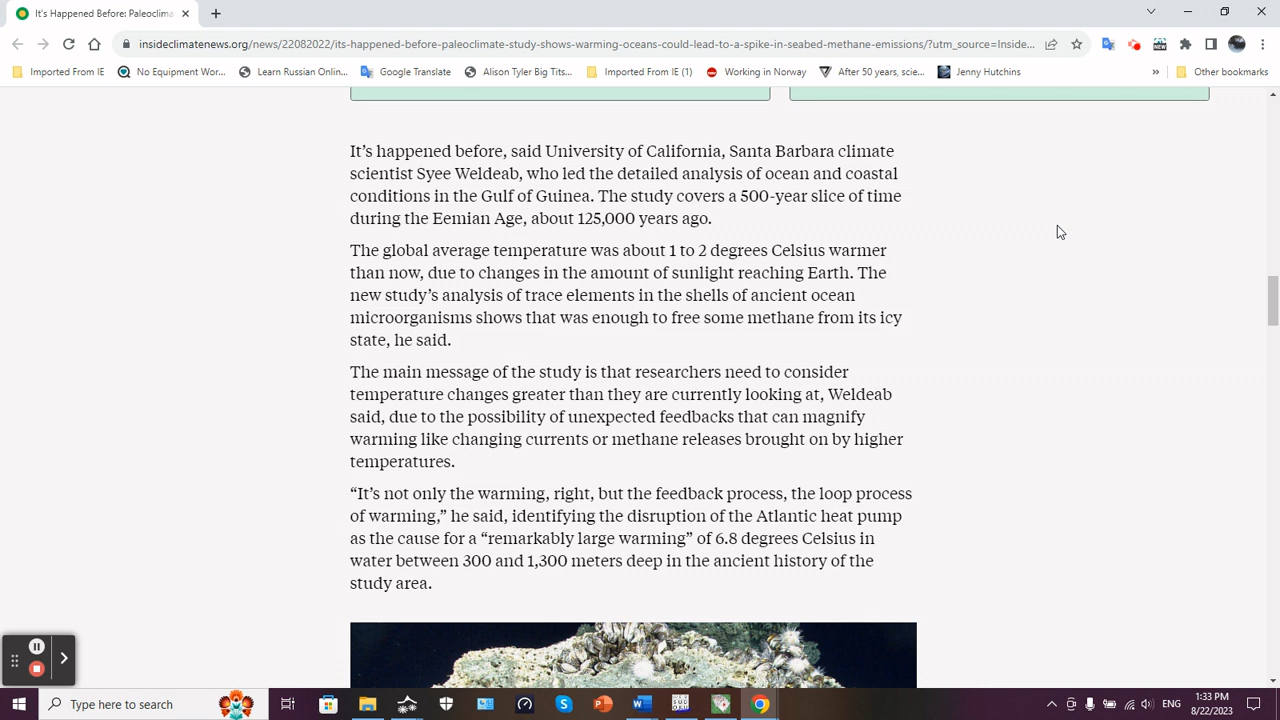 It's Happened Before: Paleoclima
insideclimatenews.org/news/22082022/its-happened-before-paleoclimate-study-shows-warming-oceans-could-lead-to-a-spike-in-seabed-methane-emissions/?utm_source=Inside...
Imported From IE
No Equipment Wor...
Learn Russian Onlin...
Google Translate
Alison Tyler Big Tits...
Imported From IE (1)
Working in Norway
After 50 years, scie...
Jenny Hutchins
»
Other bookmarks
It's happened before, said University of California, Santa Barbara climate
scientist Syee Weldeab, who led the detailed analysis of ocean and coastal
conditions in the Gulf of Guinea. The study covers a 500-year slice of time
during the Eemian Age, about 125,000 years ago.
The global average temperature was about 1 to 2 degrees Celsius warmer
than now, due to changes in the amount of sunlight reaching Earth. The
new study's analysis of trace elements in the shells of ancient ocean
microorganisms shows that was enough to free some methane from its icy
state, he said.
The main message of the study is that researchers need to consider
temperature changes greater than they are currently looking at, Weldeab
said, due to the possibility of unexpected feedbacks that can magnify
warming like changing currents or methane releases brought on by higher
temperatures.
“It's not only the warming, right, but the feedback process, the loop process
of warming,” he said, identifying the disruption of the Atlantic heat pump
as the cause for a “remarkably large warming” of 6.8 degrees Celsius in
water between 300 and 1,300 meters deep in the ancient history of the
study area.
Type here to search
ENG
1:33 PM
8/22/2023